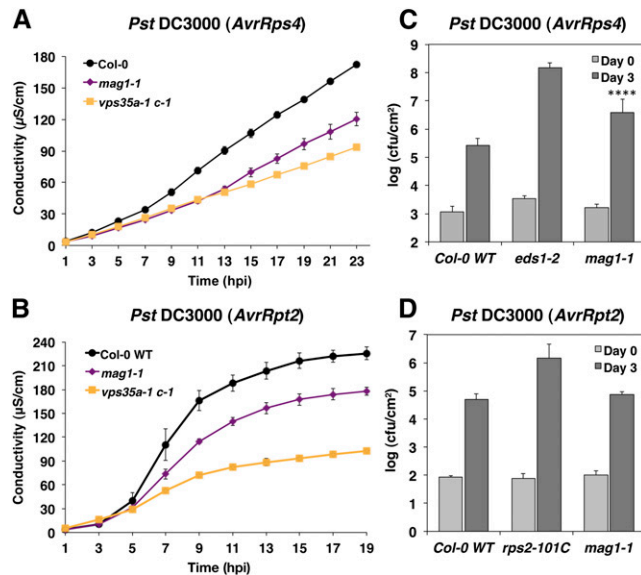 A
Pst DC3000 (AvrRps4)
Conductivity (µS/cm)
180
150
120
90
60
30
0
Col-0
mag1-1
vps35a-1 c-1
1 3 5 7 9 11 13 15 17 19 21 23
Time (hpi)
B
Pst DC3000 (AvrRpt2)
Conductivity (µS/cm)
240
210
180
150
120
90
60
30
0
Col-0 WT
mag1-1
vps35a-1 c-1
1 3 5 7 9 11 13 15 17 19
Time (hpi)
C
Pst DC3000 (AvrRps4)
log (cfu/cm²)
9
8
7
6
5
4
3
2
Day 0
Day 3
****
Col-0 WT eds1-2 mag1-1
D
Pst DC3000 (AvrRpt2)
log (cfu/cm²)
7
6
5
4
3
2
1
0
Day 0
Day 3
Col-0 WT rps2-101C mag1-1